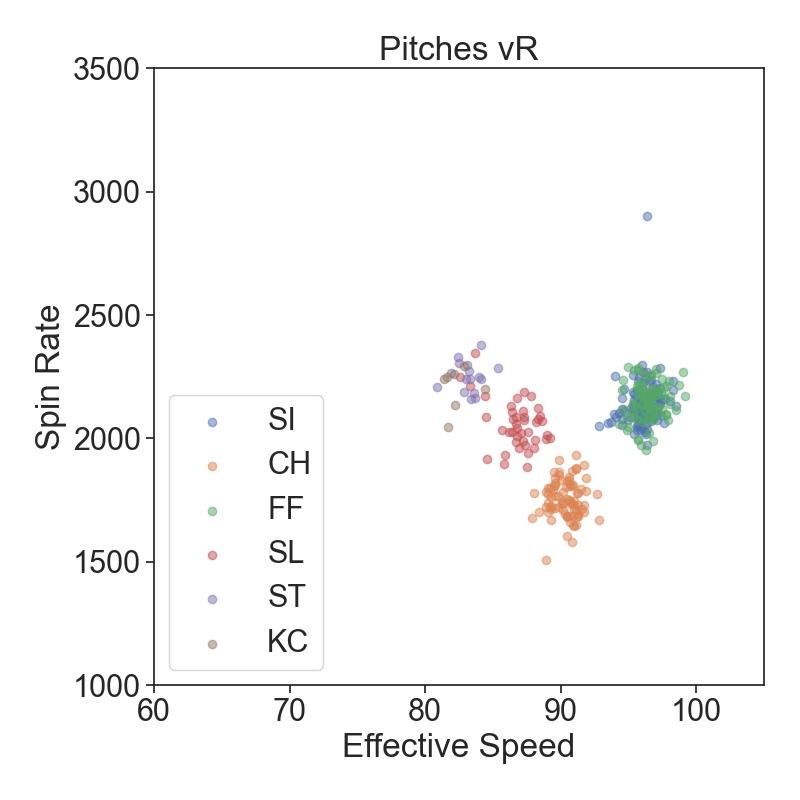 Pitches vR
3500
3000
2500
2000
1500
1000
Spin Rate
SI
CH
FF
SL
ST
KC
60 70 80 90 100
Effective Speed